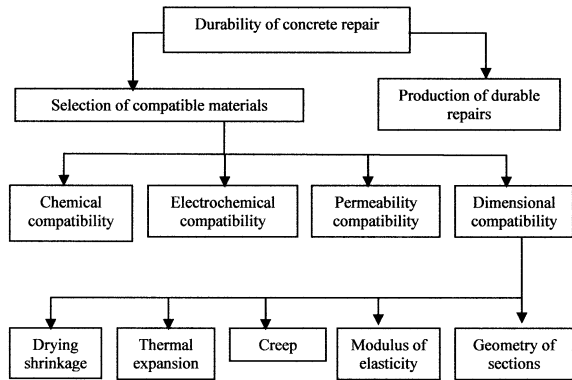 Durability of concrete repair
Selection of compatible materials
Production of durable
repairs
Chemical
compatibility
Electrochemical
compatibility
Permeability
compatibility
Dimensional
compatibility
Drying
shrinkage
Thermal
expansion
Creep
Modulus of
elasticity
Geometry of
sections